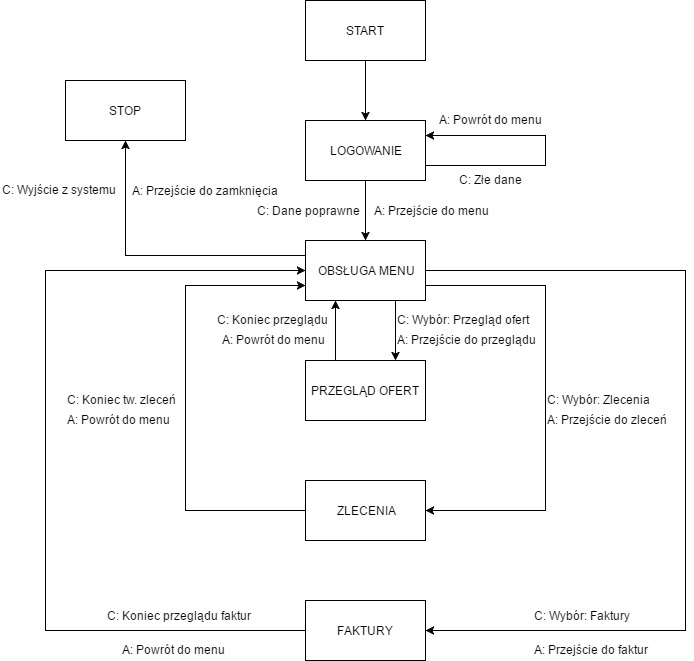 START
STOP
A: Powrót do menu
LOGOWANIE
C: Złe dane
C: Wyjście z systemu
A: Przejście do zamknięcia
C: Dane poprawne
A: Przejście do menu
OBSŁUGA MENU
C: Koniec przeglądu
A: Powrót do menu
C: Wybór: Przegląd ofert
A: Przejście do przeglądu
PRZEGLĄD OFERT
C: Koniec tw. zleceń
A: Powrót do menu
C: Wybór: Zlecenia
A: Przejście do zleceń
ZLECENIA
C: Koniec przeglądu faktur
A: Powrót do menu
FAKTURY
C: Wybór: Faktury
A: Przejście do faktur